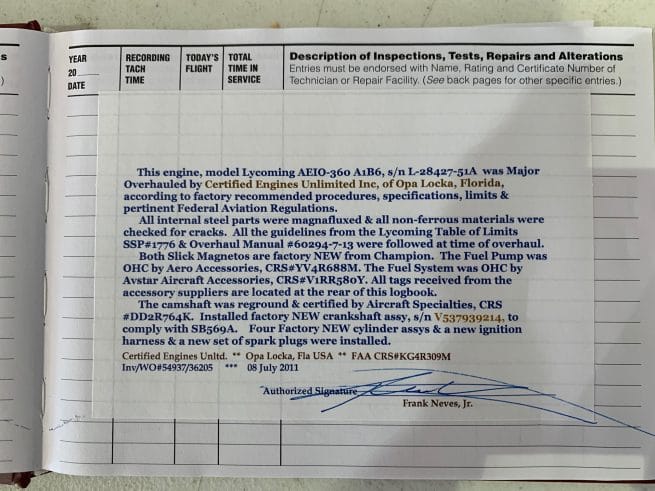 s
)
YEAR
20
DATE
RECORDING
TACH
TIME
TODAY'S
FLIGHT
TOTAL
TIME IN
SERVICE
Description of Inspections, Tests, Repairs and Alterations
Entries must be endorsed with Name, Rating and Certificate Number of
Technician or Repair Facility. (See back pages for other specific entries.)
This engine, model Lycoming AEIO-360 A1B6, s/n L-28427-51A was Major
Overhauled by Certified Engines Unlimited Inc, of Opa Locka, Florida,
according to factory recommended procedures, specifications, limits &
pertinent Federal Aviation Regulations.
All internal steel parts were magnafluxed & all non-ferrous materials were
checked for cracks. All the guidelines from the Lycoming Table of Limits
SSP#1776 & Overhaul Manual #60294-7-13 were followed at time of overhaul.
Both Slick Magnetos are factory NEW from Champion. The Fuel Pump was
OHC by Aero Accessories, CRS#YV4R688M. The Fuel System was OHC by
Avstar Aircraft Accessories, CRS#V1RR580Y. All tags received from the
accessory suppliers are located at the rear of this logbook.
The camshaft was reground & certified by Aircraft Specialties, CRS
#DD2R764K. Installed factory NEW crankshaft assy, s/n V537939214, to
comply with SB569A. Four Factory NEW cylinder assys & a new ignition
harness & a new set of spark plugs were installed.
Certified Engines Unltd. ** Opa Locka, Fla USA ** FAA CRS#KG4R309M
Inv/WO#54937/36205 *** 08 July 2011
Authorized Signature
Frank Neves, Jr.